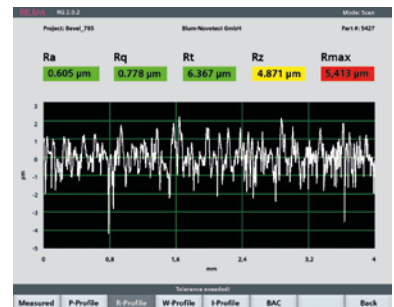 BLUM RG 2.0.2 Mode: Scan
Project: Bevel_785 Blum-Novotest GmbH Part #: 5427
Ra Rq Rt Rz Rmax
0.605 µm 0.778 µm 6.367 µm 4.871 µm 5,413 µm
3
2
1
0
-1
-2
-3
-4
-5
µm
0 0,8 1,6 2,4 3,2 4
mm
Tolerance exeeded!
Measured P-Profile R-Profile W-Profile I-Profile BAC Back